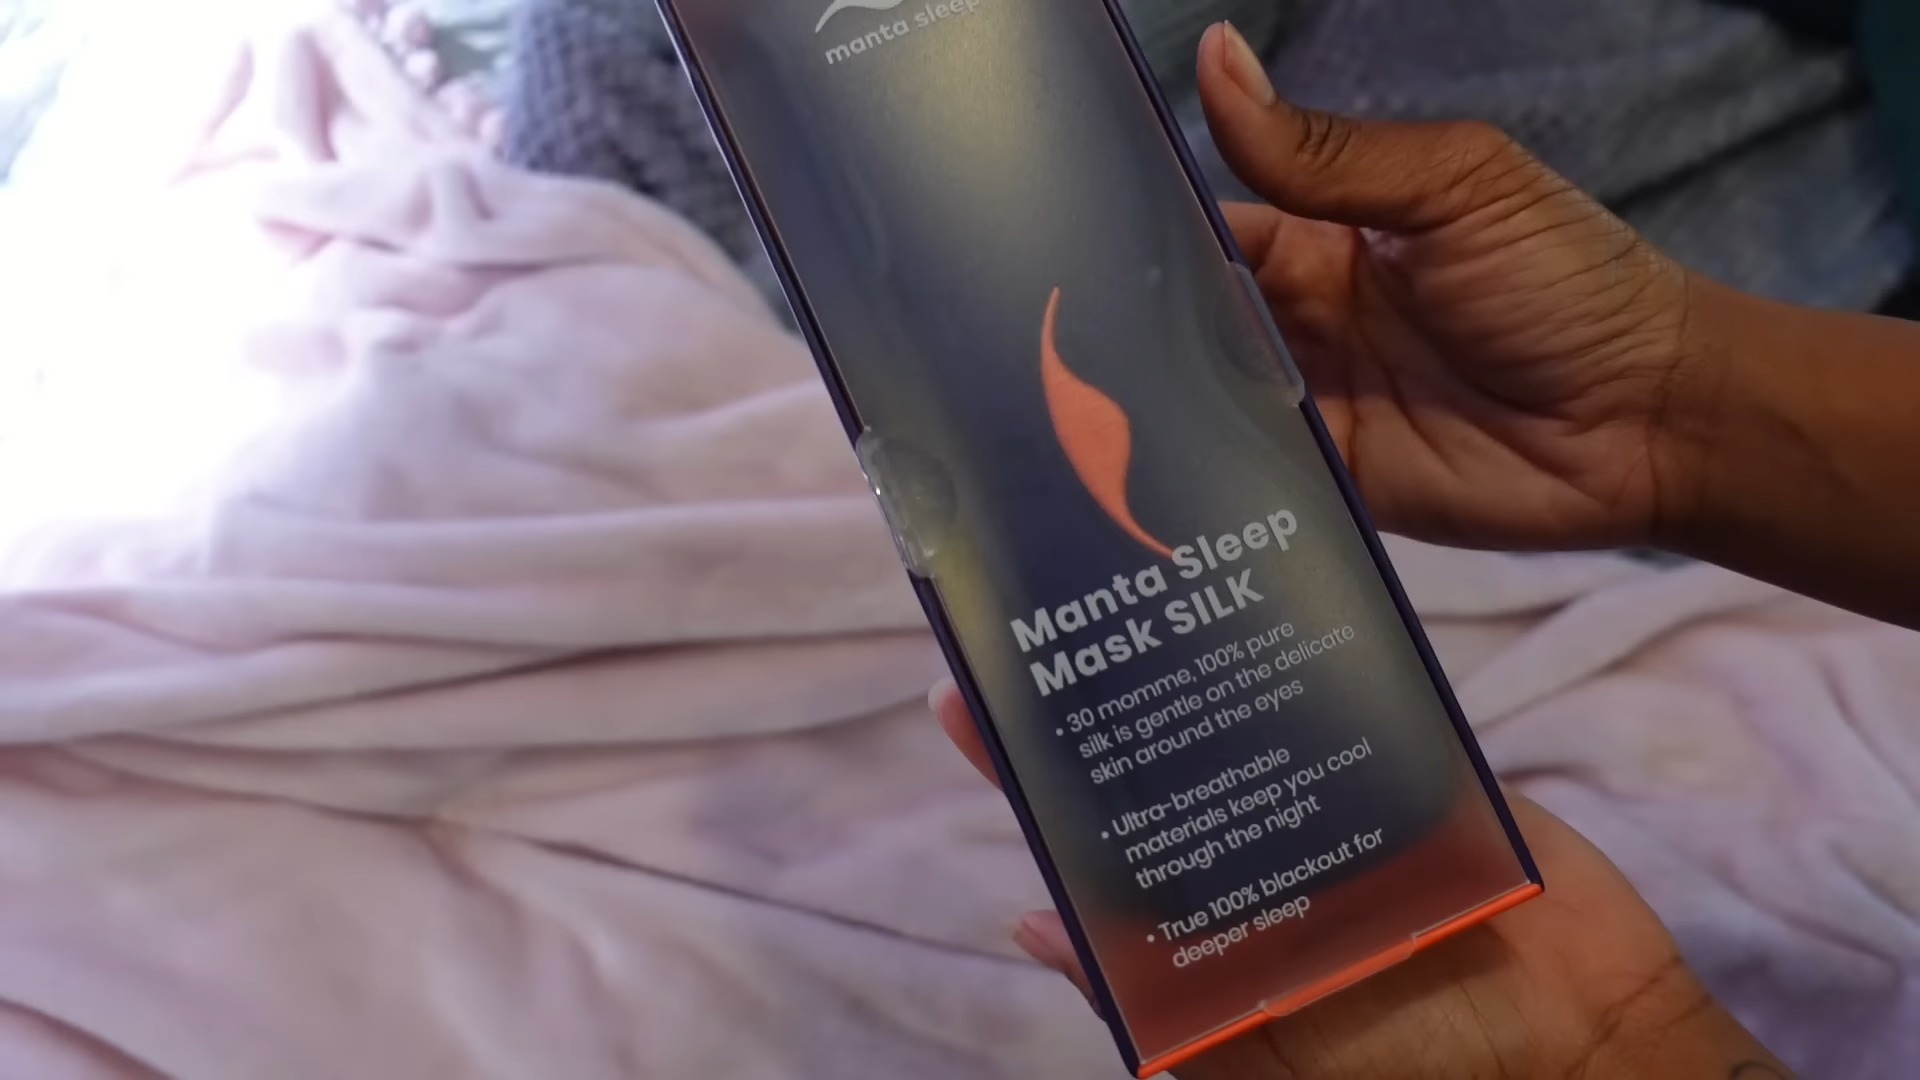 manta sleep
Manta Sleep
Mask SILK
• 30 momme, 100% pure
silk is gentle on the delicate
skin around the eyes
• Ultra-breathable
materials keep you cool
through the night
• True 100% blackout for
deeper sleep